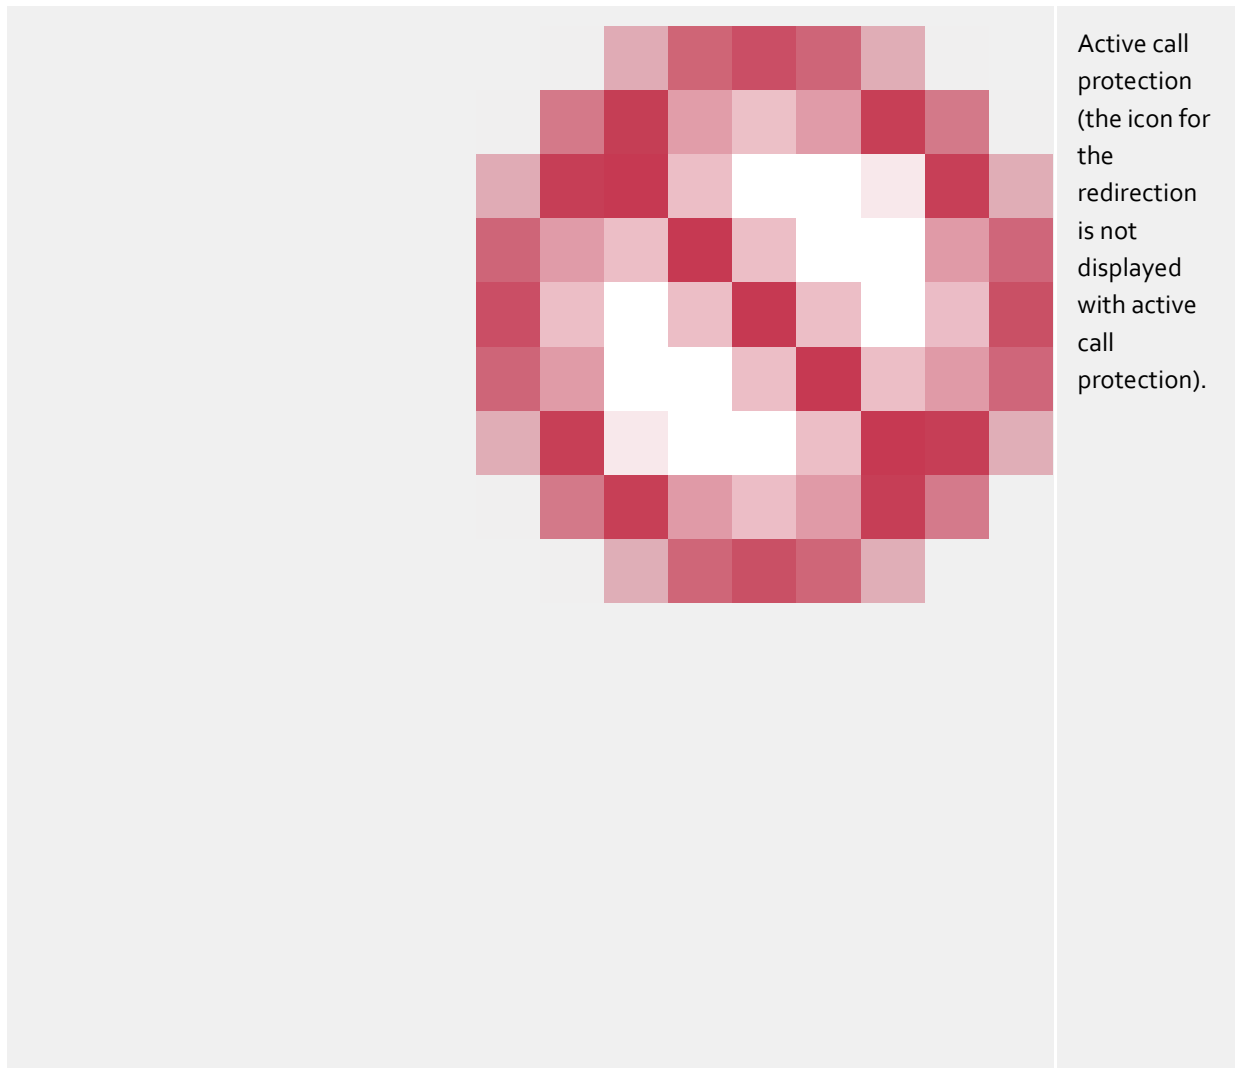 Active call
protection
(the icon for
the
redirection
is not
displayed
with active
call
protection).